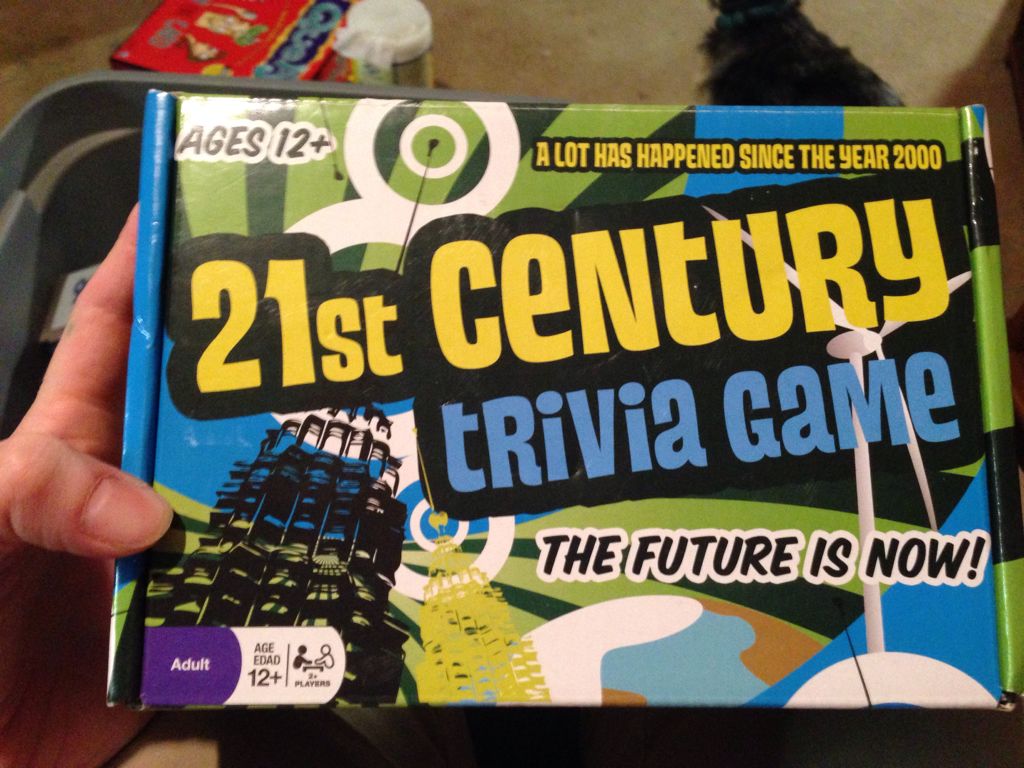 AGES 12+
A LOT HAS HAPPENED SINCE THE YEAR 2000
21st CENtURy
tRiVia GaME
THE FUTURE IS NOW!
Adult
AGE
EDAD
12+
2+
PLAYERS